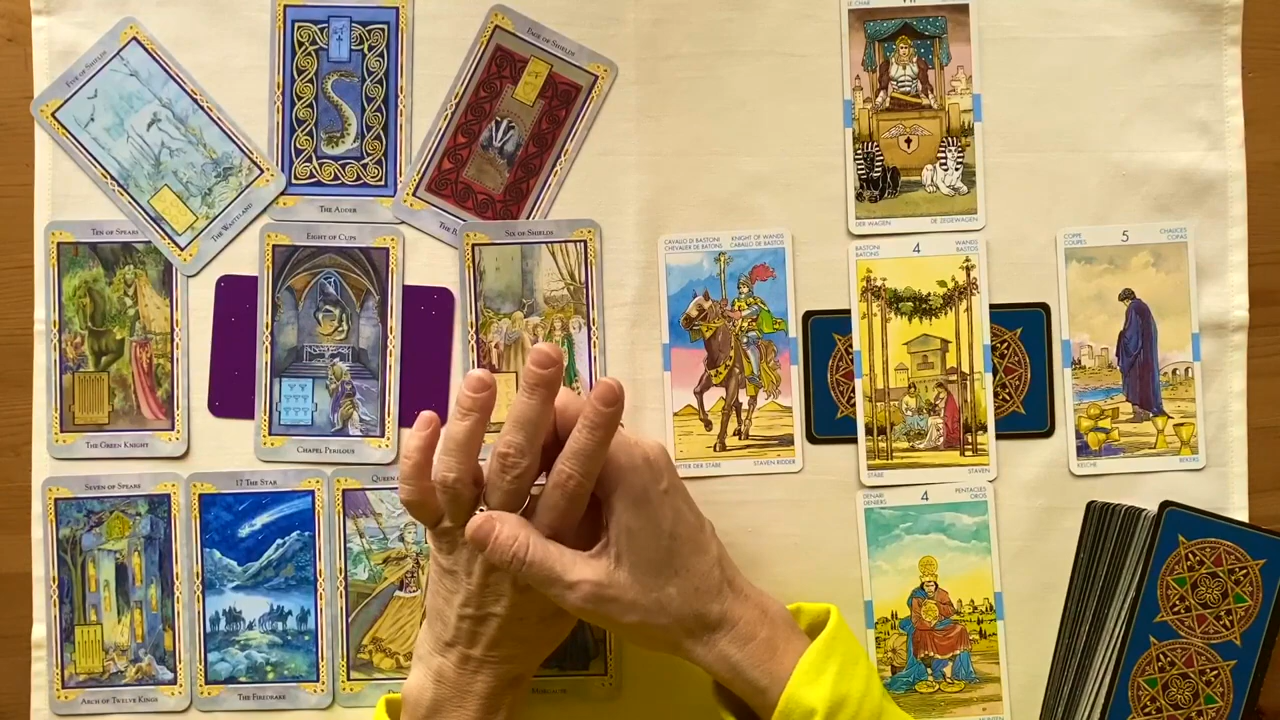 FIVE OF SHIELDS
THE WASTELAND
THE ADDER
PAGE OF SHIELDS
LE CHAR
VII
DER WAGEN
DE ZEGEWAGEN
TEN OF SPEARS
THE GREEN KNIGHT
EIGHT OF CUPS
CHAPEL PERILOUS
SIX OF SHIELDS
CAVALLO DI BASTONI
CHEVALIER DE BATONS
KNIGHT OF WANDS
CABALLO DE BASTOS
RITTER DER STÄBE
STAVEN RIDDER
BASTONI
BATONS
4
WANDS
BASTOS
STÄBE
STAVEN
COPPE
COUPES
5
CHALICES
COPAS
KELCHE
BEKERS
SEVEN OF SPEARS
ARCH OF TWELVE KINGS
17 THE STAR
THE FIREDRAKE
QUEEN
DENARI
DENIERS
4
PENTACLES
OROS